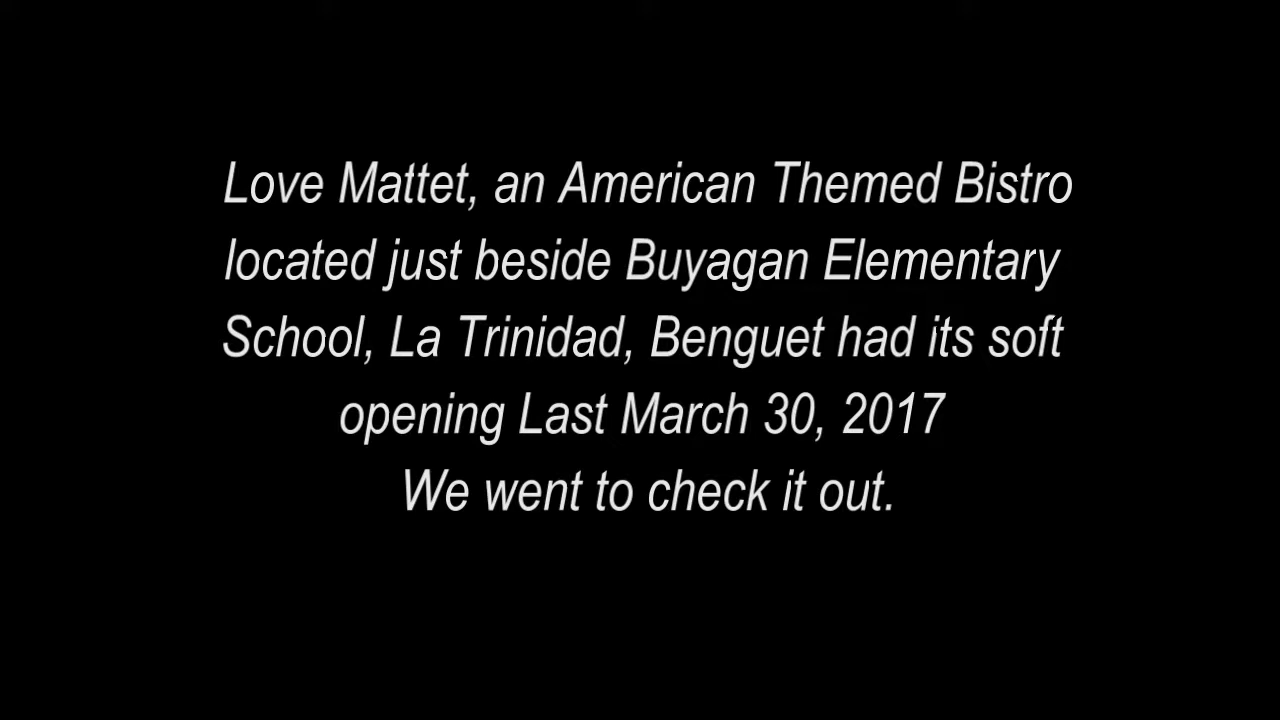 Love Mattet, an American Themed Bistro
located just beside Buyagan Elementary
School, La Trinidad, Benguet had its soft
opening Last March 30, 2017
We went to check it out.